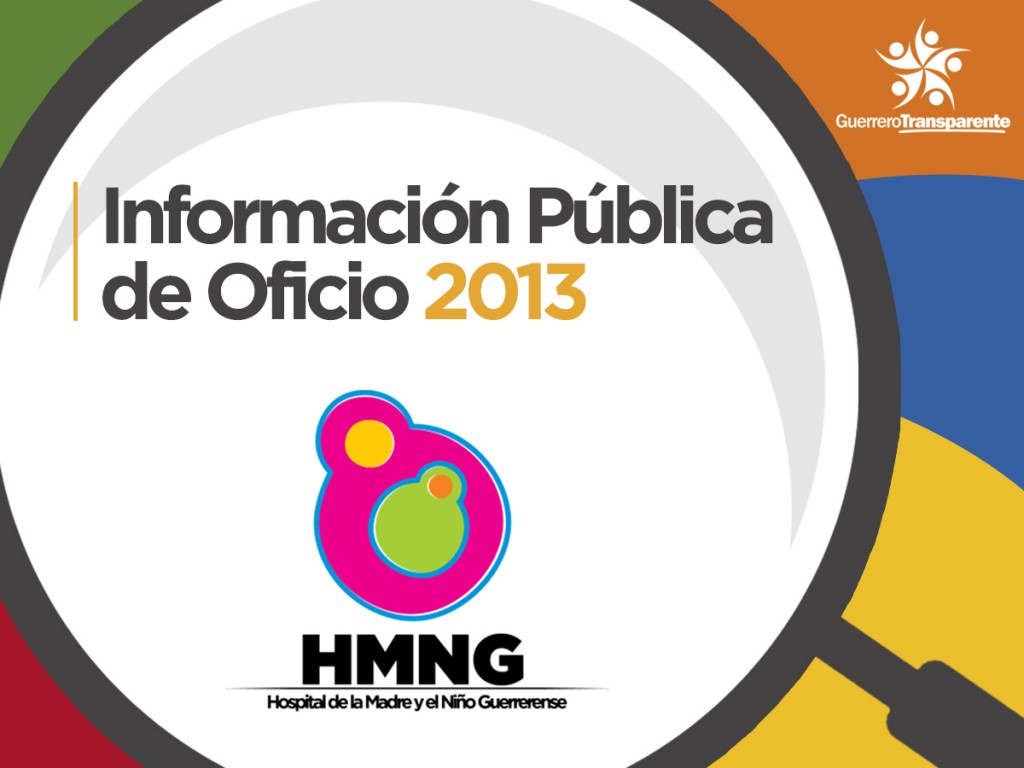 GuerreroTransparente
Información Pública
de Oficio 2013
HMNG
Hospital de la Madre y el Niño Guerrerense